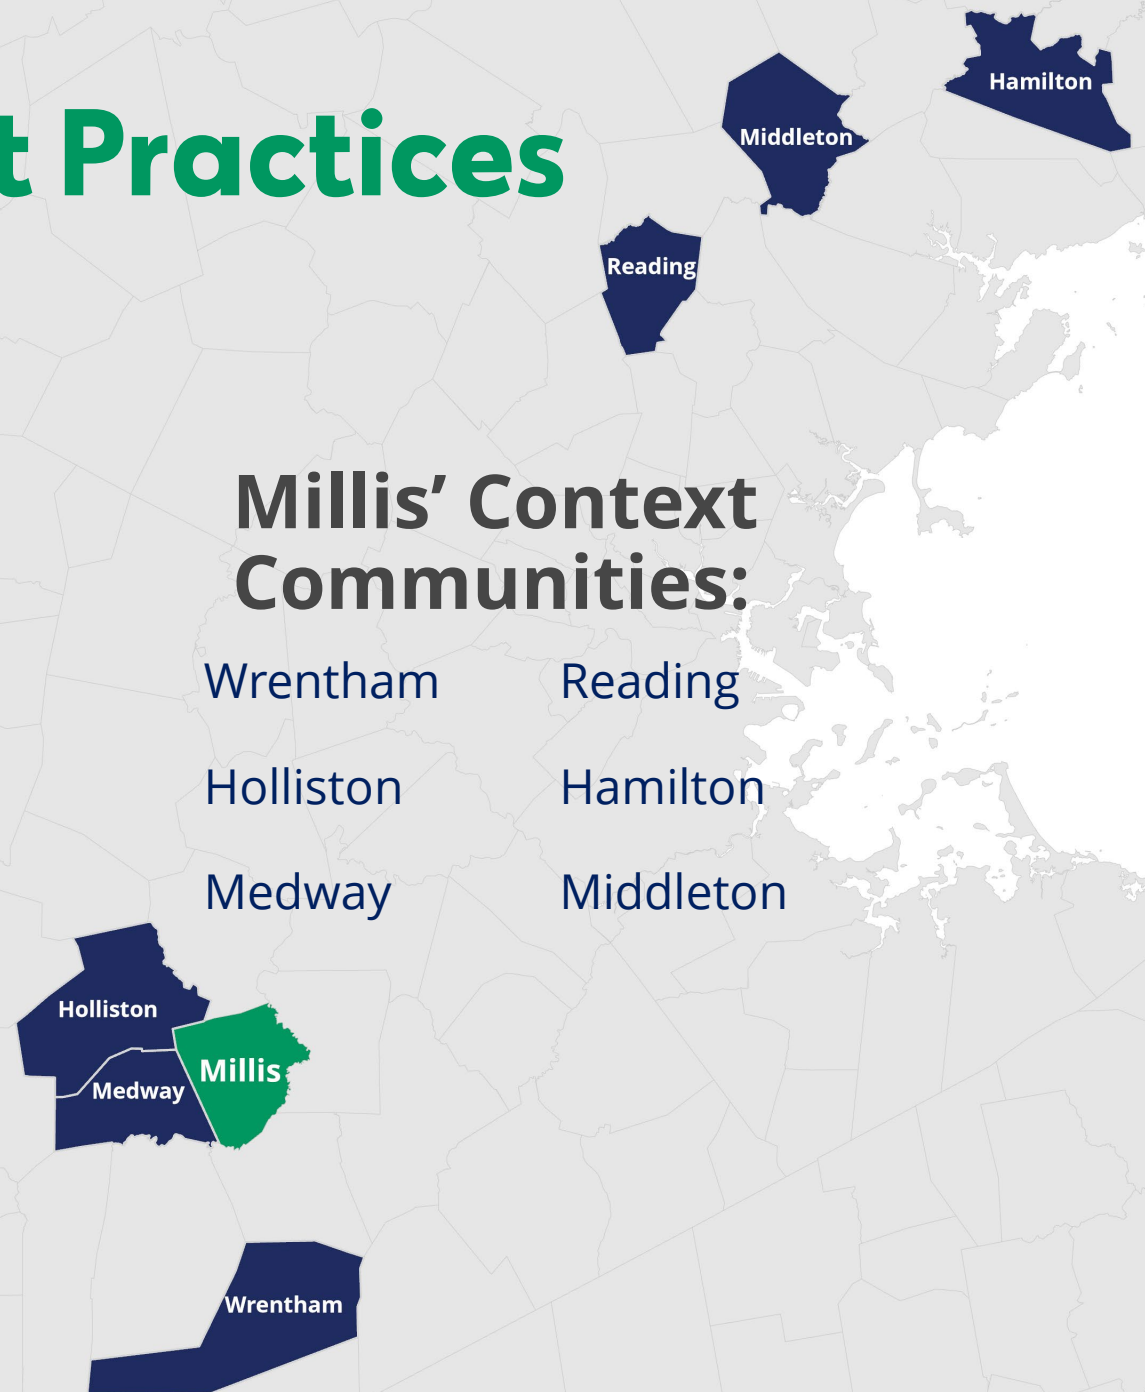 Hamilton
Middleton
t Practices
Reading
Millis’ Context
Communities:
Wrentham
Reading
Holliston
Hamilton
Medway
Middleton
Holliston
Millis
Medway
Wrentham